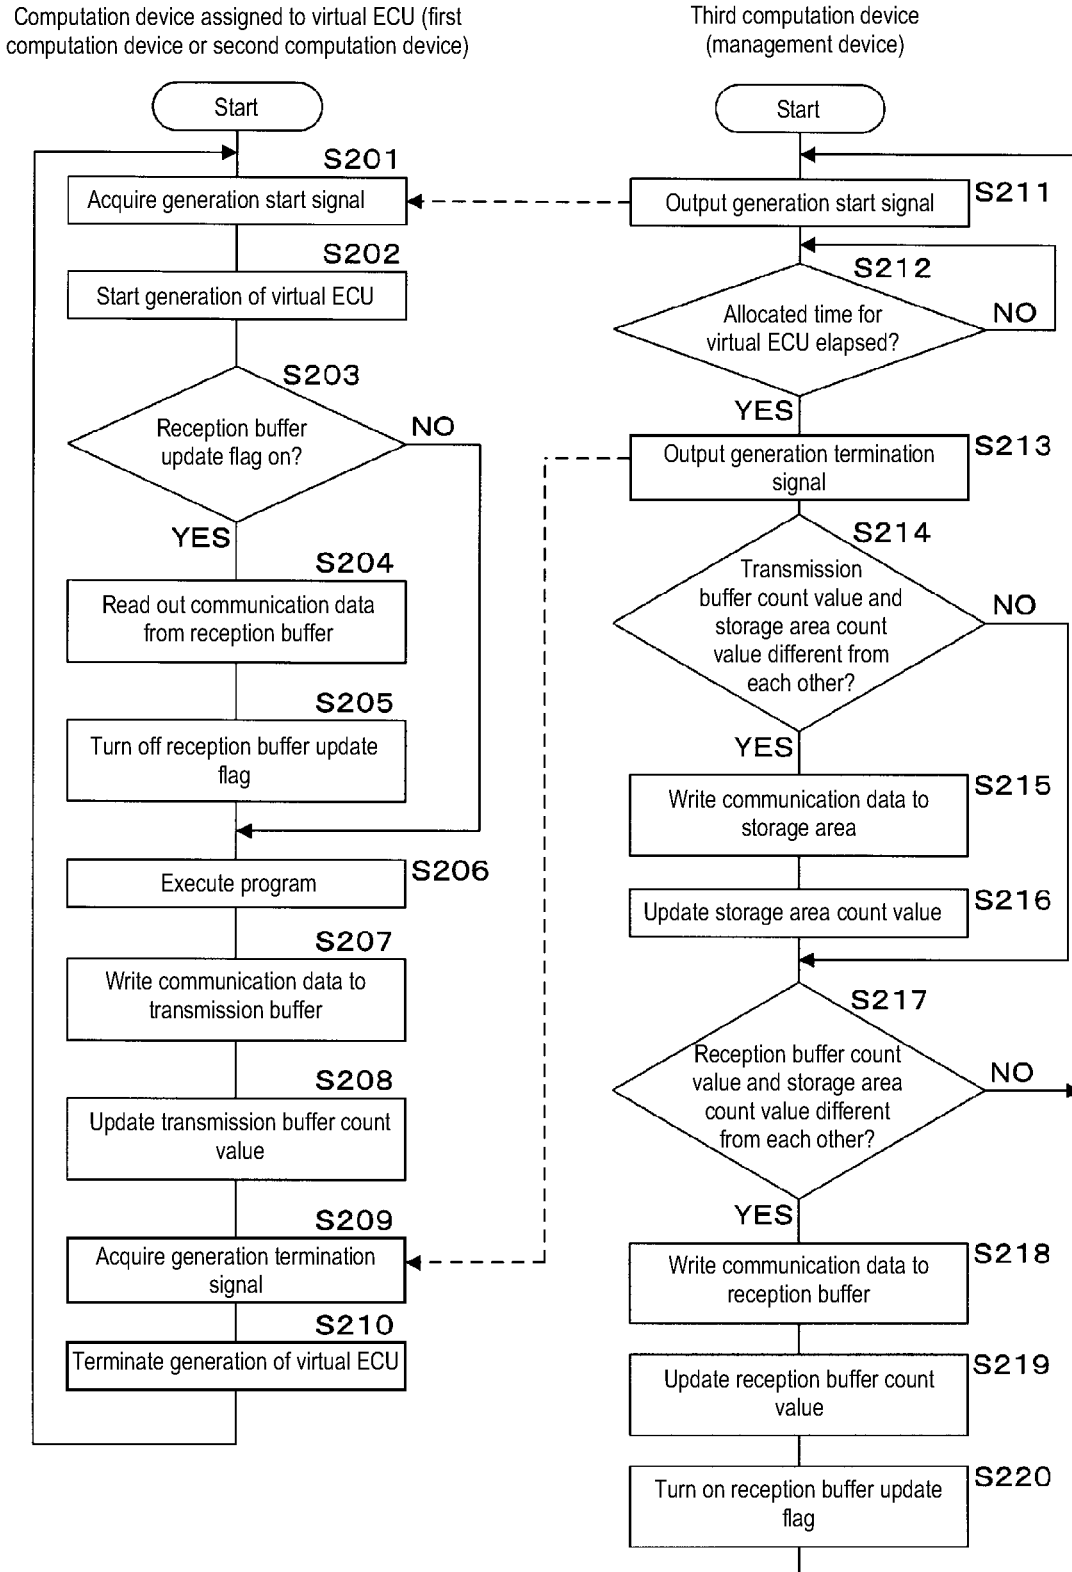 Computation device assigned to virtual ECU (first
computation device or second computation device)
Start
S201
Acquire generation start signal
S202
Start generation of virtual ECU
S203
Reception buffer
update flag on?
NO
YES
S204
Read out communication data
from reception buffer
S205
Turn off reception buffer update
flag
S206
Execute program
S207
Write communication data to
transmission buffer
S208
Update transmission buffer count
value
S209
Acquire generation termination
signal
S210
Terminate generation of virtual ECU
Third computation device
(management device)
Start
S211
Output generation start signal
S212
Allocated time for
virtual ECU elapsed?
NO
YES
S213
Output generation termination
signal
S214
Transmission
buffer count value and
storage area count
value different from
each other?
NO
YES
S215
Write communication data to
storage area
S216
Update storage area count value
S217
Reception buffer count
value and storage area
count value different
from each other?
NO
YES
S218
Write communication data to
reception buffer
S219
Update reception buffer count
value
S220
Turn on reception buffer update
flag